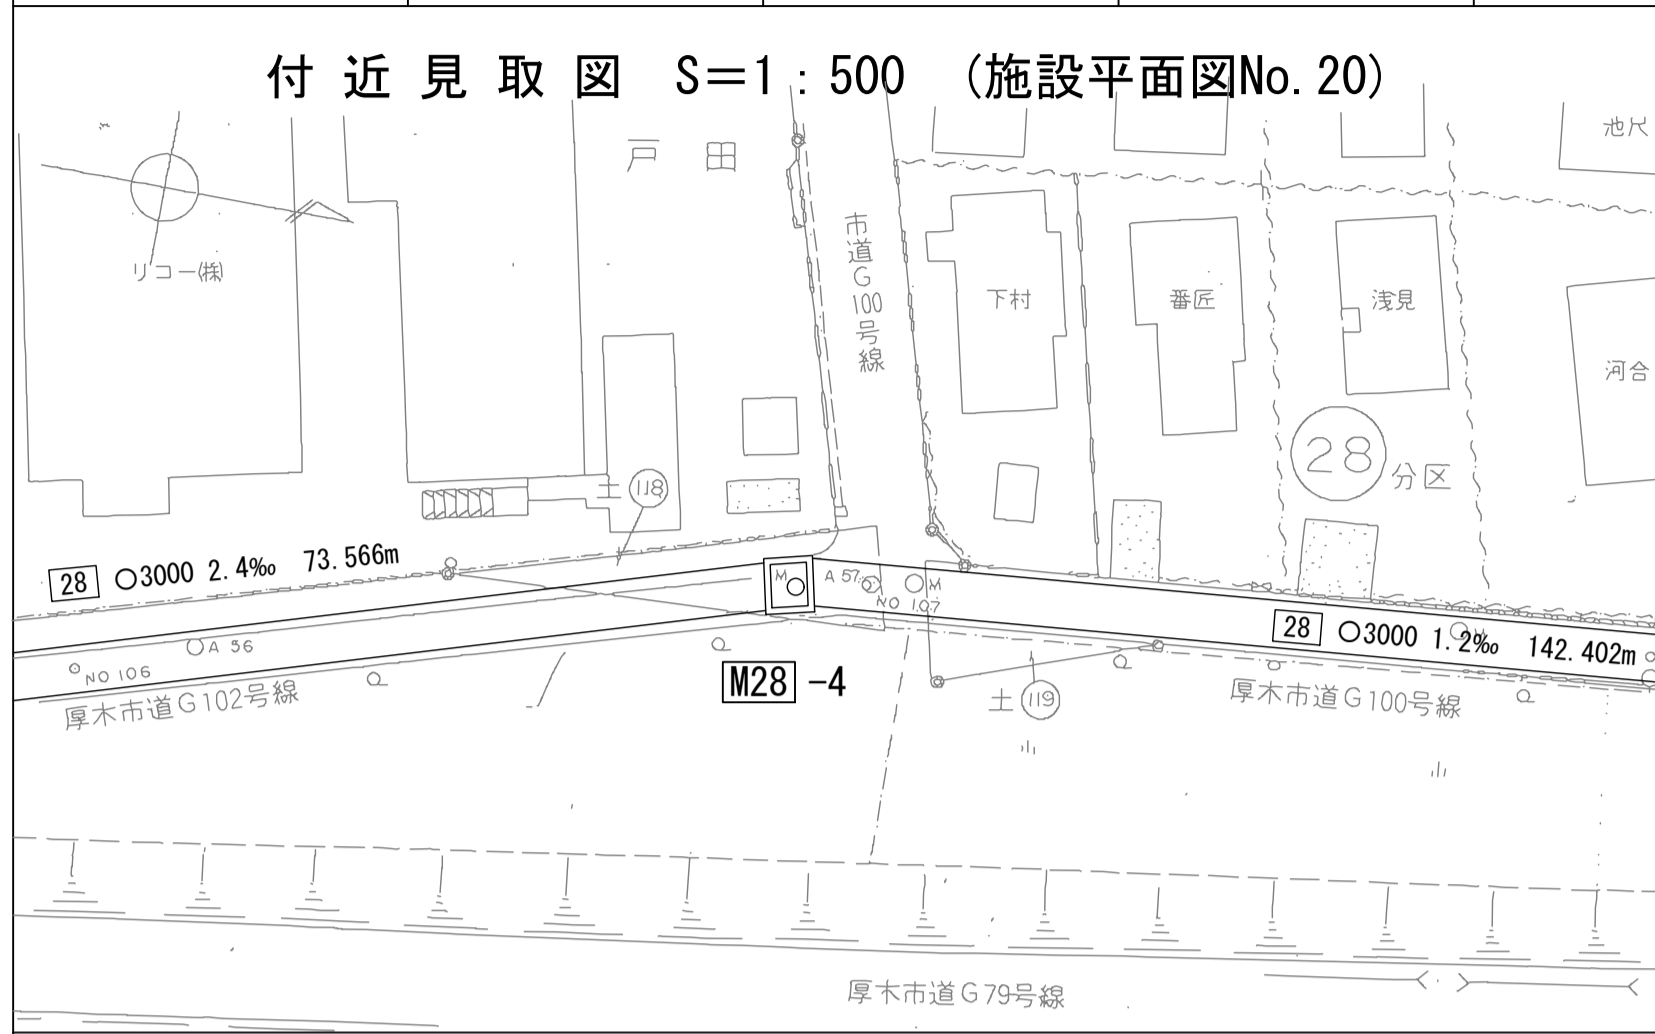 付近見取図 S=1:500 (施設平面図No.20)
戸田
池尺
リコー(株)
市道G100号線
下村
番匠
浅見
河合
28
分区
土 118
28 ○3000 2.4‰ 73.566m
M
A 57
M
NO 107
28 ○3000 1.2‰ 142.402m
A 56
NO 106
厚木市道G102号線
M28-4
土 119
厚木市道G100号線
厚木市道G79号線